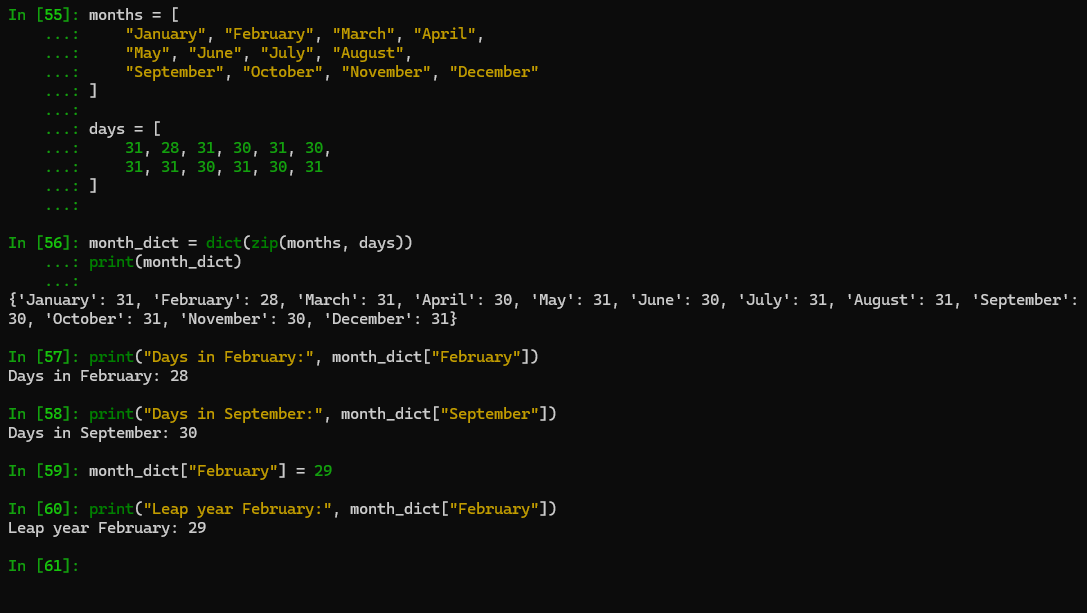 In [55]: months = [
    ...:     "January", "February", "March", "April",
    ...:     "May", "June", "July", "August",
    ...:     "September", "October", "November", "December"
    ...: ]
    ...:
    ...: days = [
    ...:     31, 28, 31, 30, 31, 30,
    ...:     31, 31, 30, 31, 30, 31
    ...: ]
    ...:

In [56]: month_dict = dict(zip(months, days))
    ...: print(month_dict)
    ...:
{'January': 31, 'February': 28, 'March': 31, 'April': 30, 'May': 31, 'June': 30, 'July': 31, 'August': 31, 'September':
30, 'October': 31, 'November': 30, 'December': 31}

In [57]: print("Days in February:", month_dict["February"])
Days in February: 28

In [58]: print("Days in September:", month_dict["September"])
Days in September: 30

In [59]: month_dict["February"] = 29

In [60]: print("Leap year February:", month_dict["February"])
Leap year February: 29

In [61]: